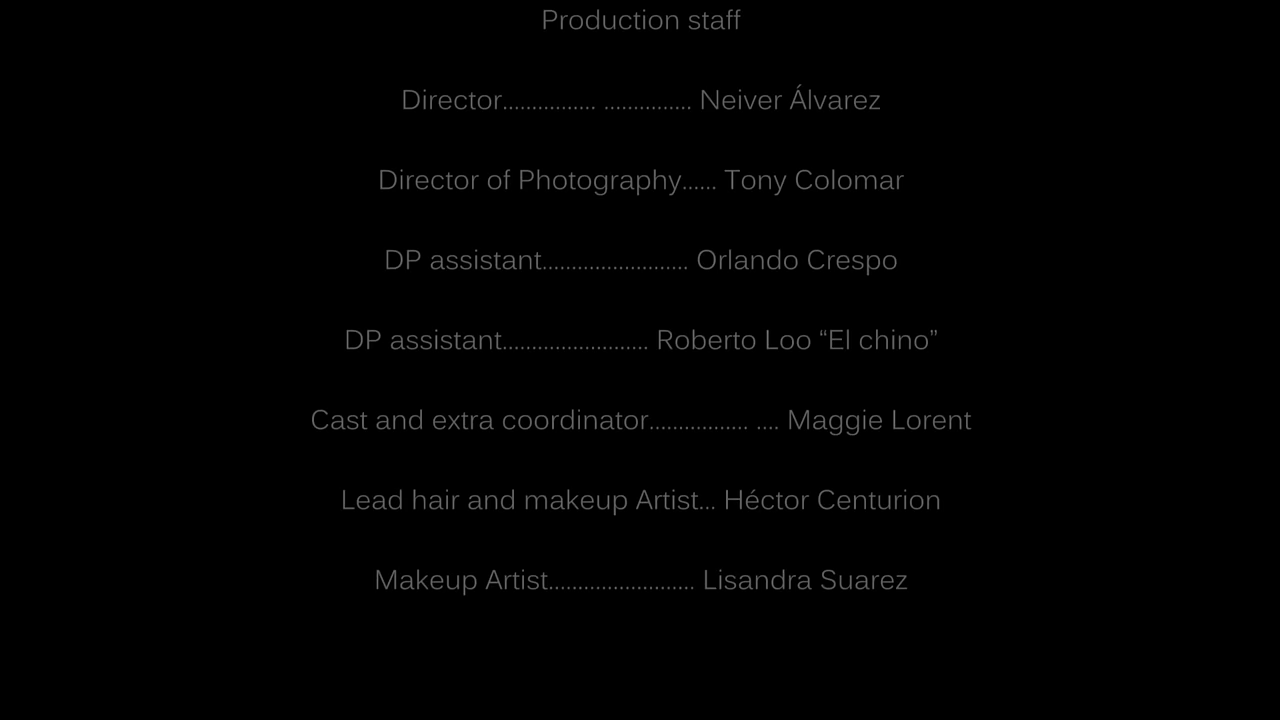 Production staff
Director................ ............... Neiver Álvarez
Director of Photography...... Tony Colomar
DP assistant......................... Orlando Crespo
DP assistant......................... Roberto Loo “El chino”
Cast and extra coordinator................. .... Maggie Lorent
Lead hair and makeup Artist... Héctor Centurion
Makeup Artist......................... Lisandra Suarez